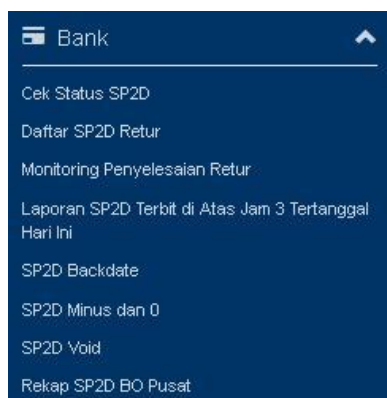 Bank
Cek Status SP2D
Daftar SP2D Retur
Monitoring Penyelesaian Retur
Laporan SP2D Terbit di Atas Jam 3 Tertanggal
Hari Ini
SP2D Backdate
SP2D Minus dan 0
SP2D Void
Rekap SP2D BO Pusat